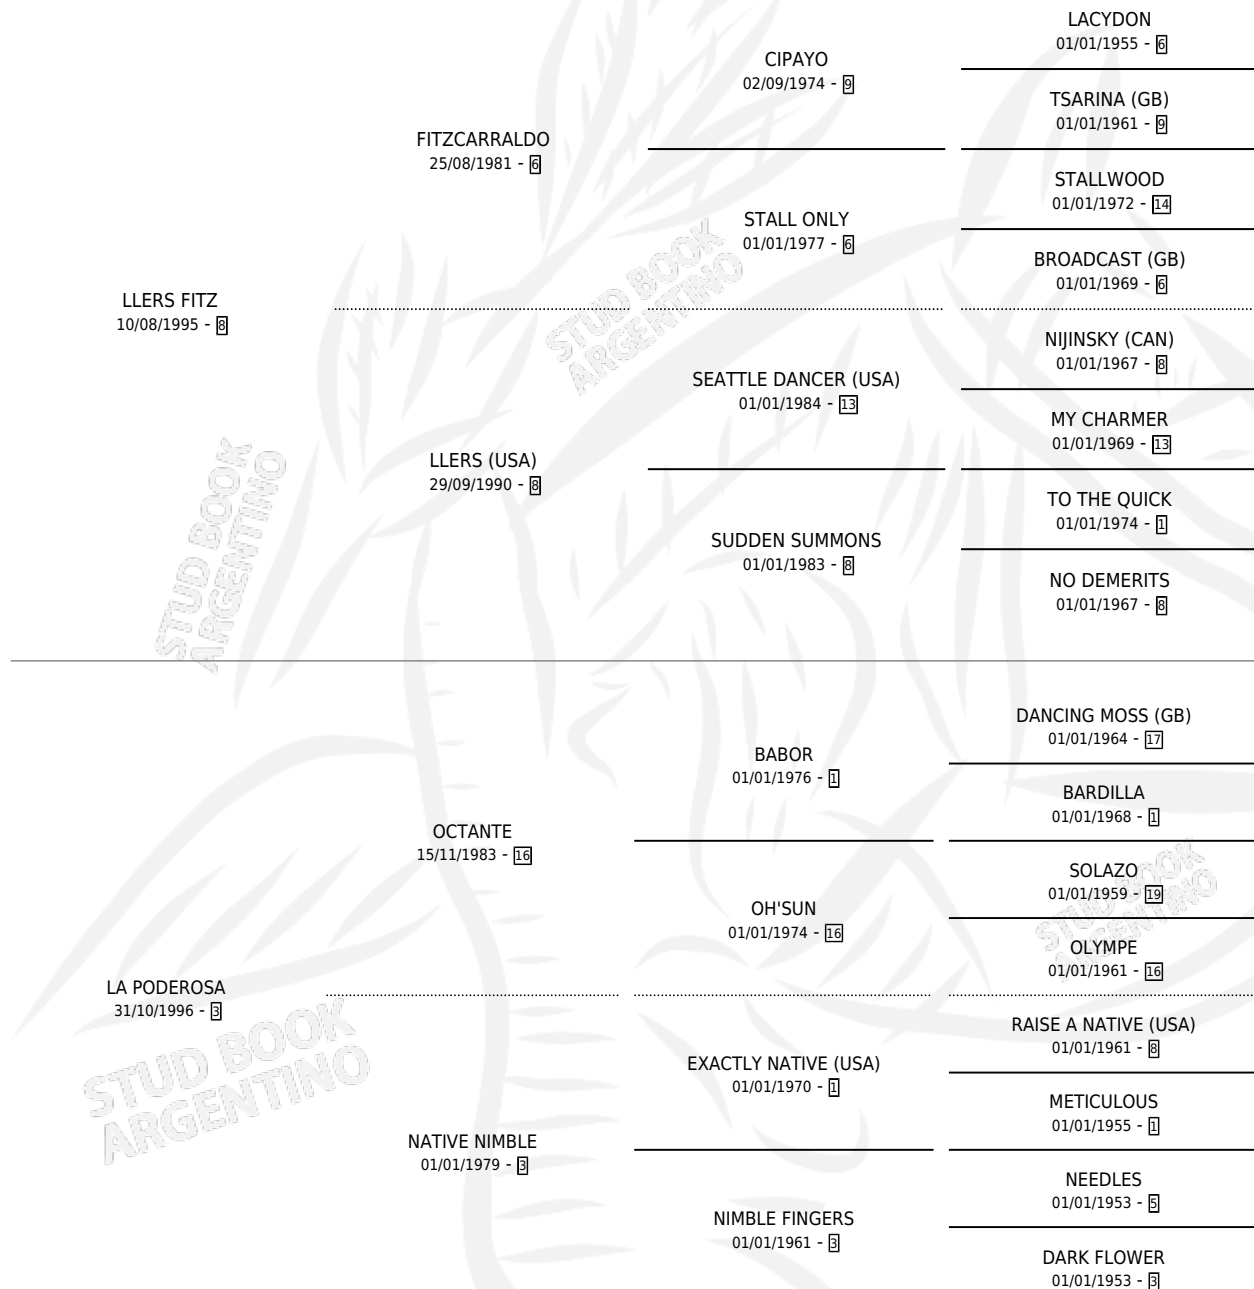 LACYDON
01/01/1955 - 6
CIPAYO
02/09/1974 - 9
TSARINA (GB)
01/01/1961 - 9
FITZCARRALDO
25/08/1981 - 6
STALLWOOD
01/01/1972 - 14
STALL ONLY
01/01/1977 - 6
BROADCAST (GB)
01/01/1969 - 6
LLERS FITZ
10/08/1995 - 8
STUD BOOK
ARGENTINO
NIJINSKY (CAN)
01/01/1967 - 8
SEATTLE DANCER (USA)
01/01/1984 - 13
MY CHARMER
01/01/1969 - 13
LLERS (USA)
29/09/1990 - 8
TO THE QUICK
01/01/1974 - 1
SUDDEN SUMMONS
01/01/1983 - 8
NO DEMERITS
01/01/1967 - 8
STUD BOOK
ARGENTINO
DANCING MOSS (GB)
01/01/1964 - 17
BABOR
01/01/1976 - 1
BARDILLA
01/01/1968 - 1
OCTANTE
15/11/1983 - 16
SOLAZO
01/01/1959 - 19
OH'SUN
01/01/1974 - 16
OLYMPE
01/01/1961 - 16
STUD BOOK
ARGENTINO
LA PODEROSA
31/10/1996 - 3
RAISE A NATIVE (USA)
01/01/1961 - 8
EXACTLY NATIVE (USA)
01/01/1970 - 1
METICULOUS
01/01/1955 - 1
STUD BOOK
ARGENTINO
NATIVE NIMBLE
01/01/1979 - 3
NEEDLES
01/01/1953 - 5
NIMBLE FINGERS
01/01/1961 - 3
DARK FLOWER
01/01/1953 - 3